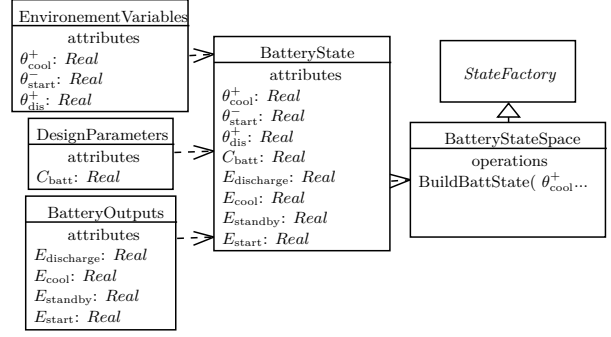 EnvironementVariables
attributes
θ⁺cool: Real
θ⁻start: Real
θ⁺dis: Real
DesignParameters
attributes
Cbatt: Real
BatteryOutputs
attributes
Edischarge: Real
Ecool: Real
Estandby: Real
Estart: Real
BatteryState
attributes
θ⁺cool: Real
θ⁻start: Real
θ⁺dis: Real
Cbatt: Real
Edischarge: Real
Ecool: Real
Estandby: Real
Estart: Real
StateFactory
BatteryStateSpace
operations
BuildBattState( θ⁺cool...